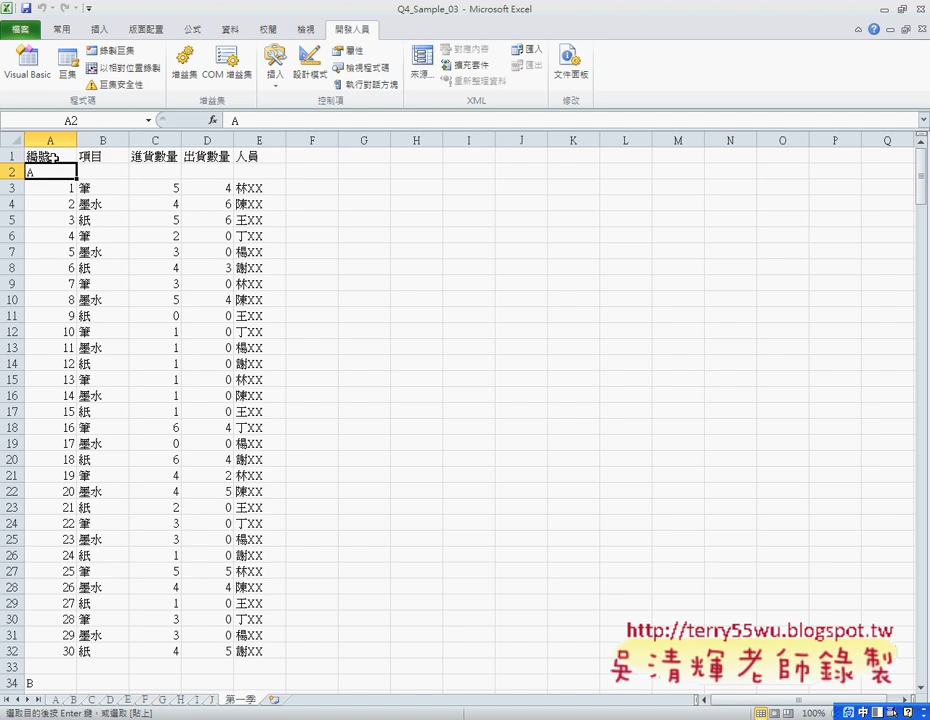 Q4_Sample_03 - Microsoft Excel
檔案 常用 插入 版面配置 公式 資料 校閱 檢視 開發人員
Visual Basic 巨集 錄製巨集 以相對位置錄製 巨集安全性 增益集 COM 增益集 插入 設計模式 屬性 檢視程式碼 執行對話方塊 來源... 對應內容 擴充套件 重新整理資料 匯入 匯出 文件面板
程式碼 增益集 控制項 XML 修改
A2 fx A
A B C D E F G H I J K L M N O P Q
1 編號 項目 進貨數量 出貨數量 人員
2 A
3 1 筆 5 4 林XX
4 2 墨水 4 6 陳XX
5 3 紙 5 6 王XX
6 4 筆 2 0 丁XX
7 5 墨水 3 0 楊XX
8 6 紙 4 3 謝XX
9 7 筆 3 0 林XX
10 8 墨水 5 4 陳XX
11 9 紙 0 0 王XX
12 10 筆 1 0 丁XX
13 11 墨水 1 0 楊XX
14 12 紙 1 0 謝XX
15 13 筆 1 0 林XX
16 14 墨水 1 0 陳XX
17 15 紙 1 0 王XX
18 16 筆 6 4 丁XX
19 17 墨水 0 0 楊XX
20 18 紙 6 4 謝XX
21 19 筆 4 2 林XX
22 20 墨水 4 5 陳XX
23 21 紙 2 0 王XX
24 22 筆 3 0 丁XX
25 23 墨水 3 0 楊XX
26 24 紙 1 0 謝XX
27 25 筆 5 5 林XX
28 26 墨水 4 4 陳XX
29 27 紙 1 0 王XX
30 28 筆 3 0 丁XX
31 29 墨水 3 0 楊XX
32 30 紙 4 5 謝XX
33
34 B
http://terry55wu.blogspot.tw
吳清輝老師錄製
A B C D E F G H I J 第一季
選取目的後按 Enter 鍵，或選取 [貼上] 100% 中